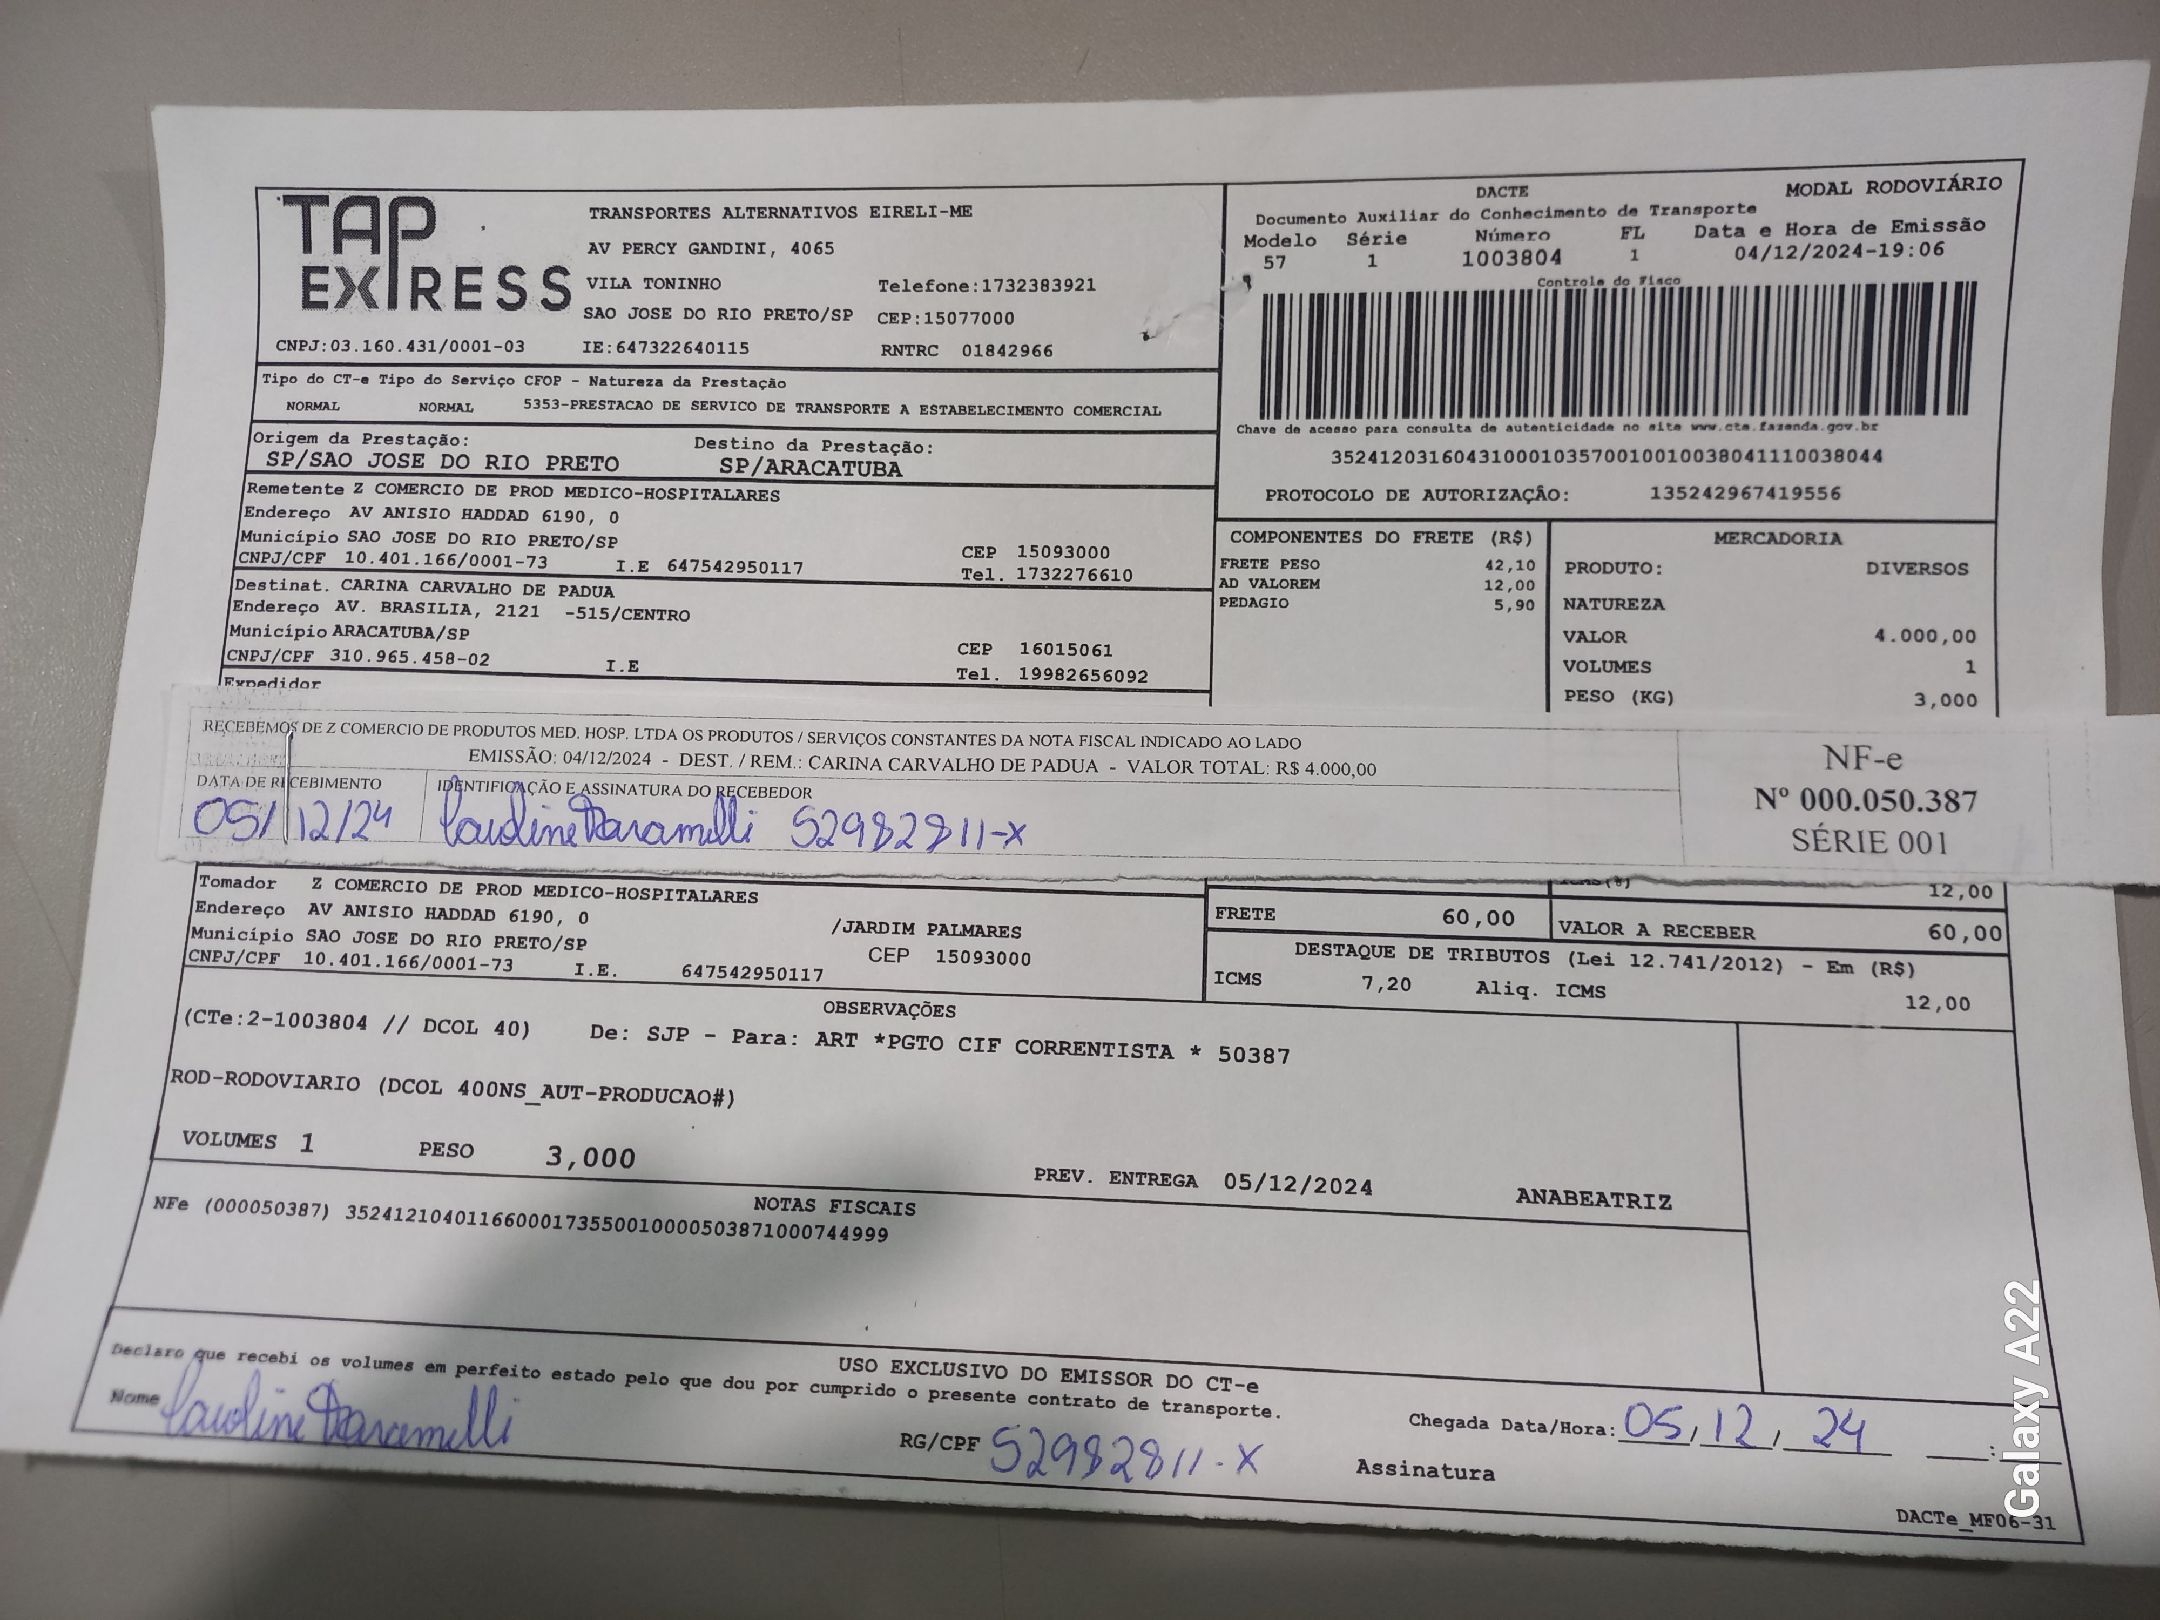 TAP EXPRESS
TRANSPORTES ALTERNATIVOS EIRELI-ME
AV PERCY GANDINI, 4065
VILA TONINHO Telefone:1732383921
SAO JOSE DO RIO PRETO/SP CEP:15077000
CNPJ:03.160.431/0001-03 IE:647322640115 RNTRC 01842966
DACTE MODAL RODOVIÁRIO
Documento Auxiliar do Conhecimento de Transporte
Modelo Série Número FL Data e Hora de Emissão
57 1 1003804 1 04/12/2024-19:06
Controle do Fisco
Chave de acesso para consulta de autenticidade no site www.cte.fazenda.gov.br
35241203160431000103570010010038041110038044
PROTOCOLO DE AUTORIZAÇÂO: 135242967419556
Tipo do CT-e Tipo do Serviço CFOP - Natureza da Prestação
NORMAL NORMAL 5353-PRESTACAO DE SERVICO DE TRANSPORTE A ESTABELECIMENTO COMERCIAL
Origem da Prestação: Destino da Prestação:
SP/SAO JOSE DO RIO PRETO SP/ARACATUBA
Remetente Z COMERCIO DE PROD MEDICO-HOSPITALARES
Endereço AV ANISIO HADDAD 6190, 0
Município SAO JOSE DO RIO PRETO/SP CEP 15093000
CNPJ/CPF 10.401.166/0001-73 I.E 647542950117 Tel. 1732276610
Destinat. CARINA CARVALHO DE PADUA
Endereço AV. BRASILIA, 2121 -515/CENTRO
Município ARACATUBA/SP CEP 16015061
CNPJ/CPF 310.965.458-02 I.E Tel. 19982656092
Expedidor
COMPONENTES DO FRETE (R$)
FRETE PESO 42,10
AD VALOREM 12,00
PEDAGIO 5,90
MERCADORIA
PRODUTO: DIVERSOS
NATUREZA
VALOR 4.000,00
VOLUMES 1
PESO (KG) 3,000
RECEBEMOS DE Z COMERCIO DE PRODUTOS MED. HOSP. LTDA OS PRODUTOS / SERVIÇOS CONSTANTES DA NOTA FISCAL INDICADO AO LADO
EMISSÃO: 04/12/2024 - DEST. / REM.: CARINA CARVALHO DE PADUA - VALOR TOTAL: R$ 4.000,00
DATA DE RECEBIMENTO IDENTIFICAÇÃO E ASSINATURA DO RECEBEDOR
05/12/24 Caroline Daramelli 52982811-X
NF-e
Nº 000.050.387
SÉRIE 001
Tomador Z COMERCIO DE PROD MEDICO-HOSPITALARES
Endereço AV ANISIO HADDAD 6190, 0 /JARDIM PALMARES
Município SAO JOSE DO RIO PRETO/SP CEP 15093000
CNPJ/CPF 10.401.166/0001-73 I.E. 647542950117
12,00
FRETE 60,00 VALOR A RECEBER 60,00
DESTAQUE DE TRIBUTOS (Lei 12.741/2012) - Em (R$)
ICMS 7,20 Aliq. ICMS 12,00
OBSERVAÇÕES
(CTe:2-1003804 // DCOL 40) De: SJP - Para: ART *PGTO CIF CORRENTISTA * 50387
ROD-RODOVIARIO (DCOL 400NS_AUT-PRODUCAO#)
VOLUMES 1 PESO 3,000
PREV. ENTREGA 05/12/2024 ANABEATRIZ
NOTAS FISCAIS
NFe (000050387) 35241210401166000173550010000503871000744999
USO EXCLUSIVO DO EMISSOR DO CT-e
Declaro que recebi os volumes em perfeito estado pelo que dou por cumprido o presente contrato de transporte.
Nome Caroline Daramelli RG/CPF 52982811-X
Chegada Data/Hora: 05, 12, 24 :
Assinatura
DACTe_MF06-31
Galaxy A22